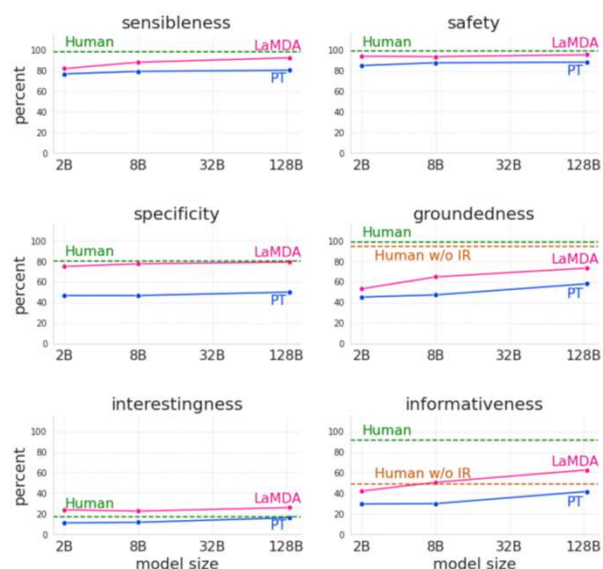 sensibleness
100
80
60
40
20
0
percent
Human
LaMDA
PT
2B 8B 32B 128B
safety
100
80
60
40
20
0
Human
LaMDA
PT
2B 8B 32B 128B
specificity
100
80
60
40
20
0
percent
Human
LaMDA
PT
2B 8B 32B 128B
groundedness
100
80
60
40
20
0
Human
Human w/o IR
LaMDA
PT
2B 8B 32B 128B
interestingness
100
80
60
40
20
0
percent
Human
LaMDA
PT
2B 8B 32B 128B
model size
informativeness
100
80
60
40
20
0
Human
Human w/o IR
LaMDA
PT
2B 8B 32B 128B
model size